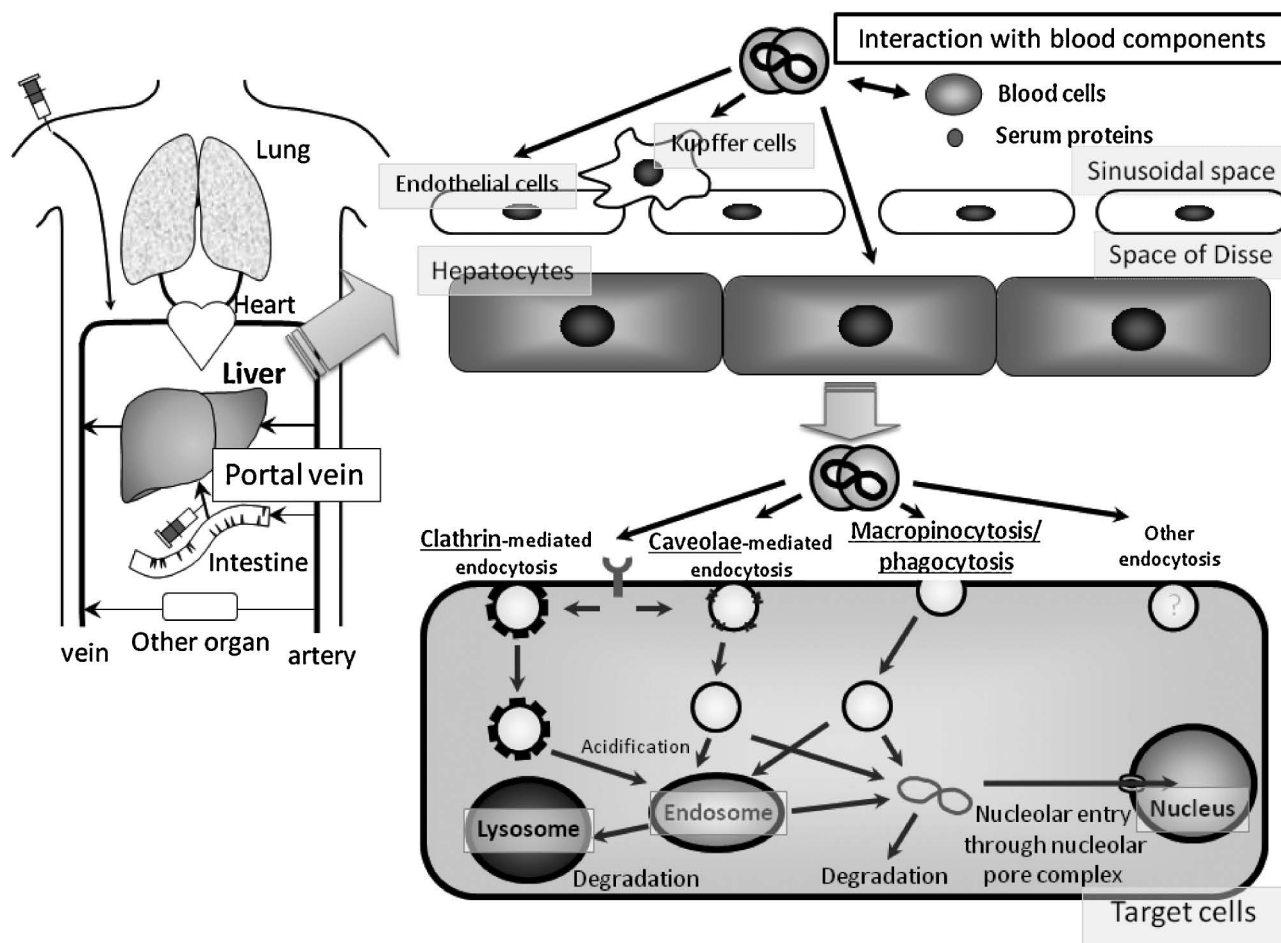 Interaction with blood components
Blood cells
Serum proteins
Lung
Kupffer cells
Endothelial cells
Sinusoidal space
Hepatocytes
Space of Disse
Heart
Liver
Portal vein
Intestine
Other organ
vein
artery
Clathrin-mediated
endocytosis
Caveolae-mediated
endocytosis
Macropinocytosis/
phagocytosis
Other
endocytosis
?
Acidification
Lysosome
Endosome
Nucleus
Nucleolar entry
through nucleolar
pore complex
Degradation
Degradation
Target cells